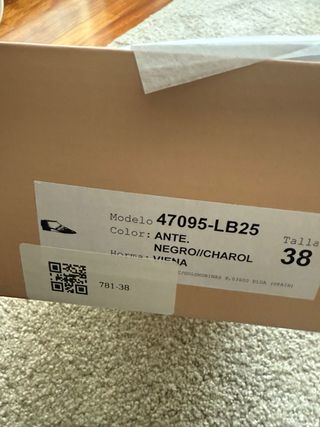 Modelo 47095-LB25
Color: ANTE.
NEGRO//CHAROL
Horma: VIENA
Talla
38
781-38